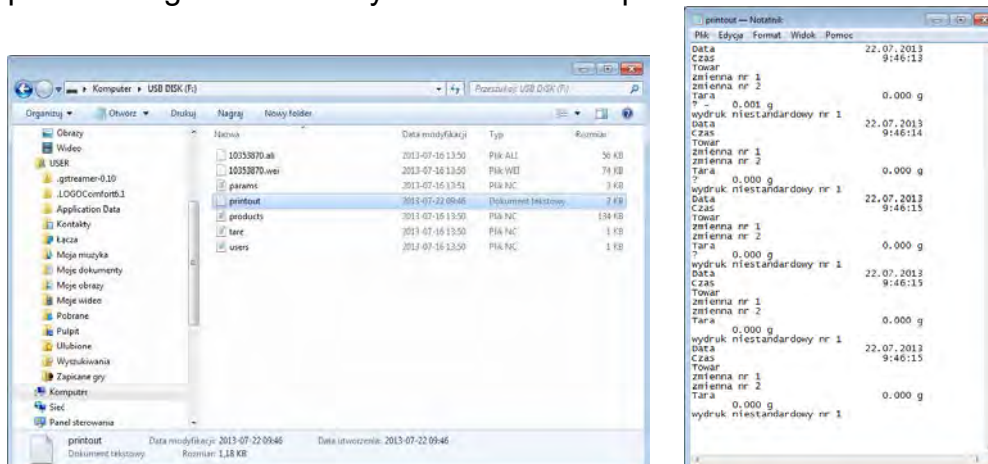 Komputer ▸ USB DISK (F:)
Przeszukaj: USB DISK (F:)
Organizuj
Otwórz
Drukuj
Nagraj
Nowy folder
Obrazy
Wideo
USER
.gstreamer-0.10
.LOGOComfort6.1
Application Data
Kontakty
Łącza
Moja muzyka
Moje dokumenty
Moje obrazy
Moje wideo
Pobrane
Pulpit
Ulubione
Wyszukiwania
Zapisane gry
Komputer
Sieć
Panel sterowania
Nazwa Data modyfikacji Typ Rozmiar
10353870.ali 2013-07-16 13:50 Plik ALI 56 KB
10353870.wei 2013-07-16 13:50 Plik WEI 74 KB
params 2013-07-16 13:51 Plik NC 3 KB
printout 2013-07-22 09:46 Dokument tekstowy 2 KB
products 2013-07-16 13:50 Plik NC 134 KB
tare 2013-07-16 13:50 Plik NC 1 KB
users 2013-07-16 13:50 Plik NC 1 KB
printout Data modyfikacji: 2013-07-22 09:46 Data utworzenia: 2013-07-22 09:46
Dokument tekstowy Rozmiar: 1,18 KB
printout — Notatnik
Plik Edycja Format Widok Pomoc
Data 22.07.2013
Czas 9:46:13
Towar
zmienna nr 1
zmienna nr 2
Tara 0.000 g
? - 0.001 g
wydruk niestandardowy nr 1
Data 22.07.2013
Czas 9:46:14
Towar
zmienna nr 1
zmienna nr 2
Tara 0.000 g
? 0.000 g
wydruk niestandardowy nr 1
Data 22.07.2013
Czas 9:46:15
Towar
zmienna nr 1
zmienna nr 2
Tara 0.000 g
? 0.000 g
wydruk niestandardowy nr 1
Data 22.07.2013
Czas 9:46:15
Towar
zmienna nr 1
zmienna nr 2
Tara 0.000 g
0.000 g
wydruk niestandardowy nr 1
Data 22.07.2013
Czas 9:46:15
Towar
zmienna nr 1
zmienna nr 2
Tara 0.000 g
0.000 g
wydruk niestandardowy nr 1